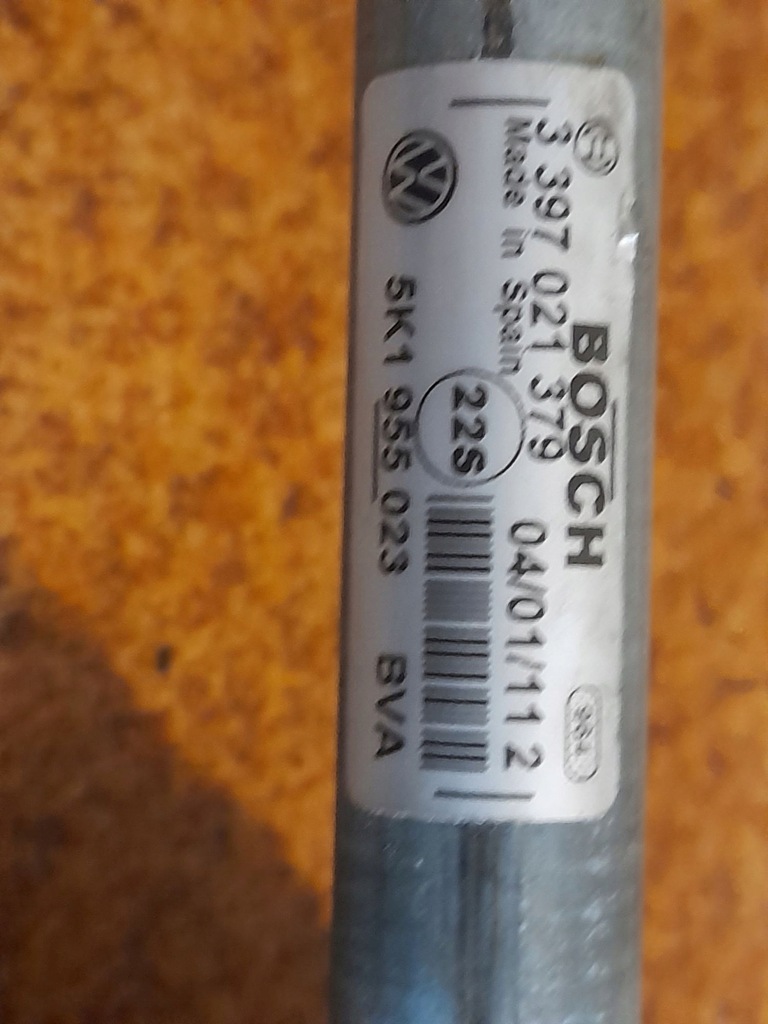 BOSCH
3 397 021 379
Made in Spain
04/01/11 2
22S
5K1 955 023 BVA